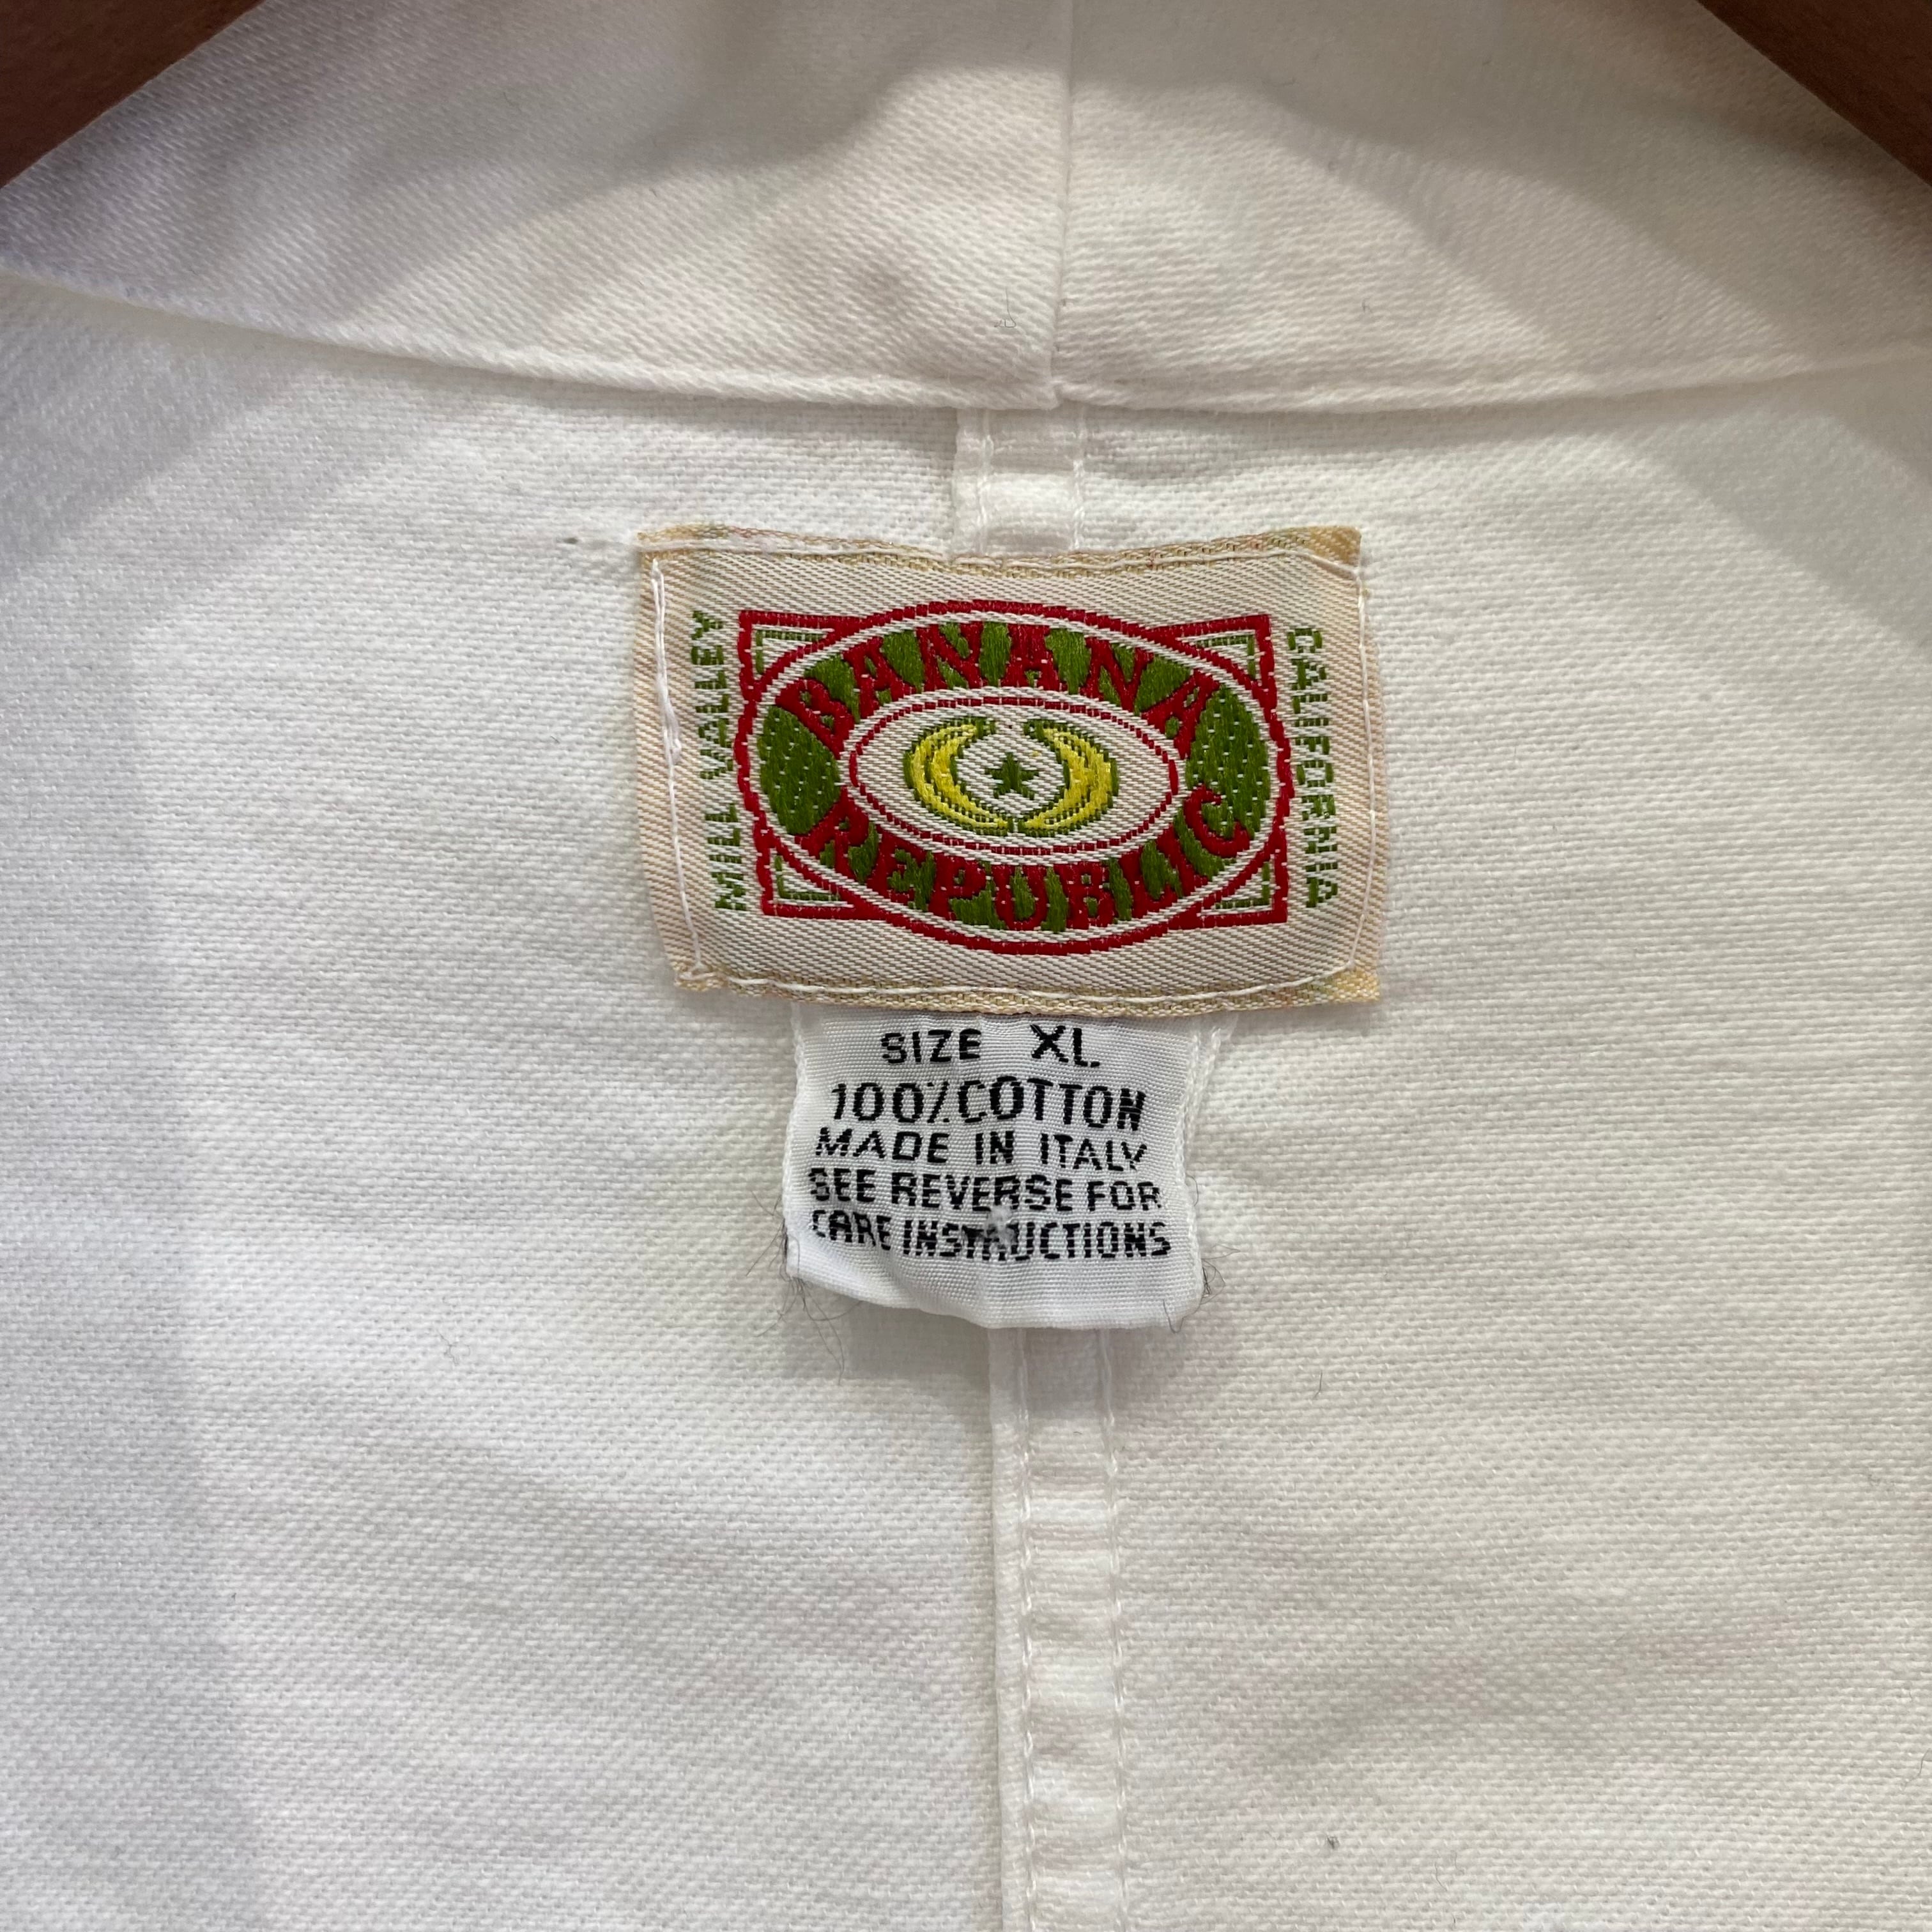 MILL VALLEY
BANANA
REPUBLIC
CALIFORNIA
SIZE XL
100% COTTON
MADE IN ITALY
SEE REVERSE FOR
CARE INSTRUCTIONS